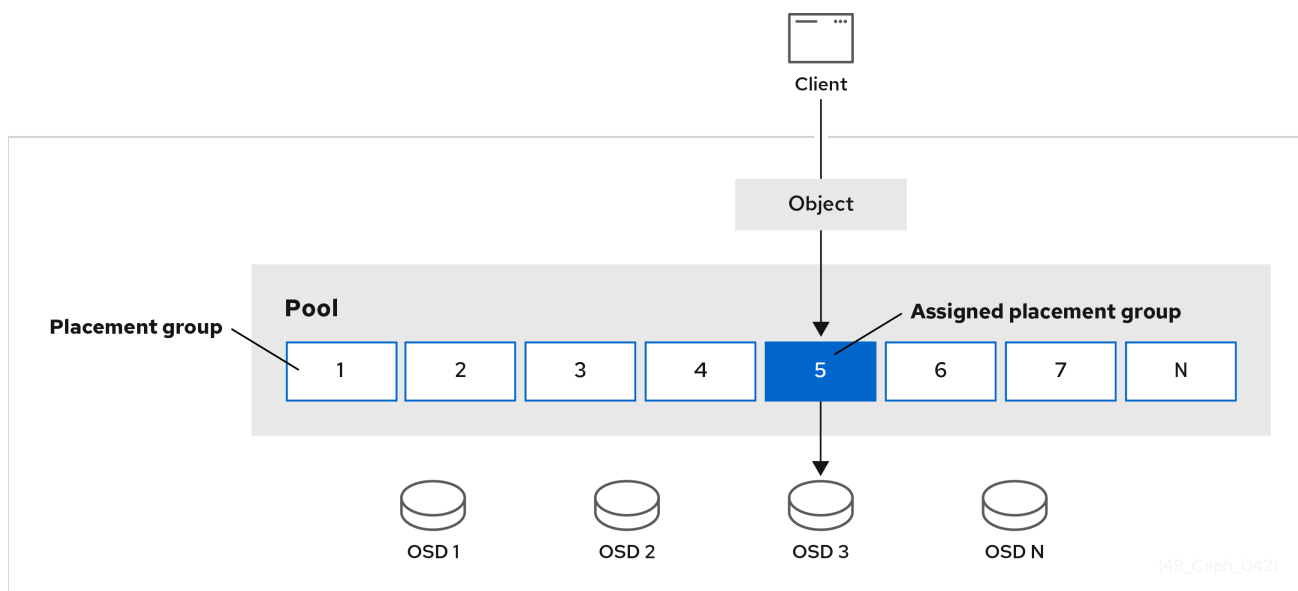 Client
Object
Pool
Placement group
Assigned placement group
1 2 3 4 5 6 7 N
OSD 1 OSD 2 OSD 3 OSD N
149_Ceph_0421